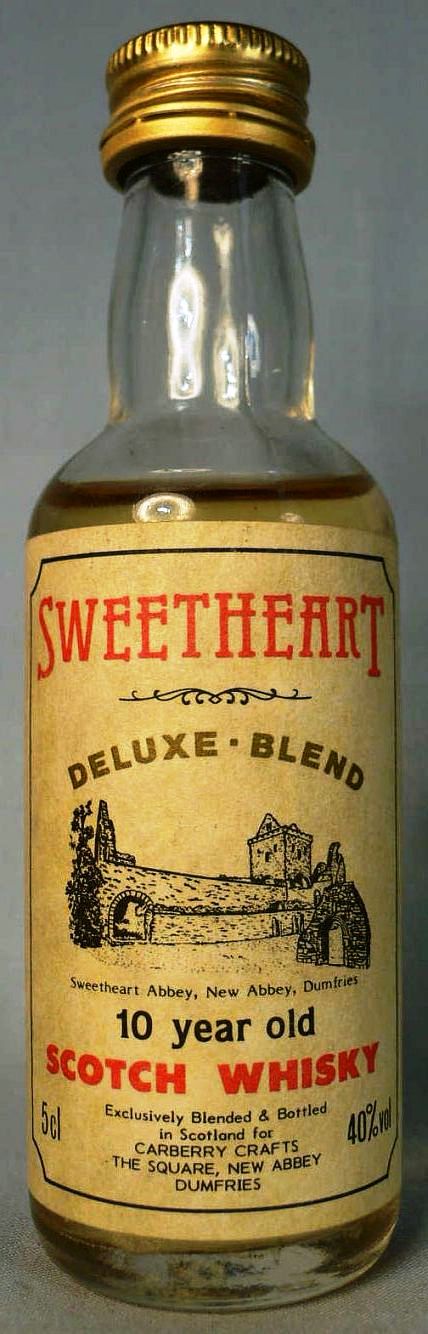 SWEETHEART
DELUXE · BLEND
Sweetheart Abbey, New Abbey, Dumfries
10 year old
SCOTCH WHISKY
5cl
Exclusively Blended & Bottled
in Scotland for
CARBERRY CRAFTS
THE SQUARE, NEW ABBEY
DUMFRIES
40%vol